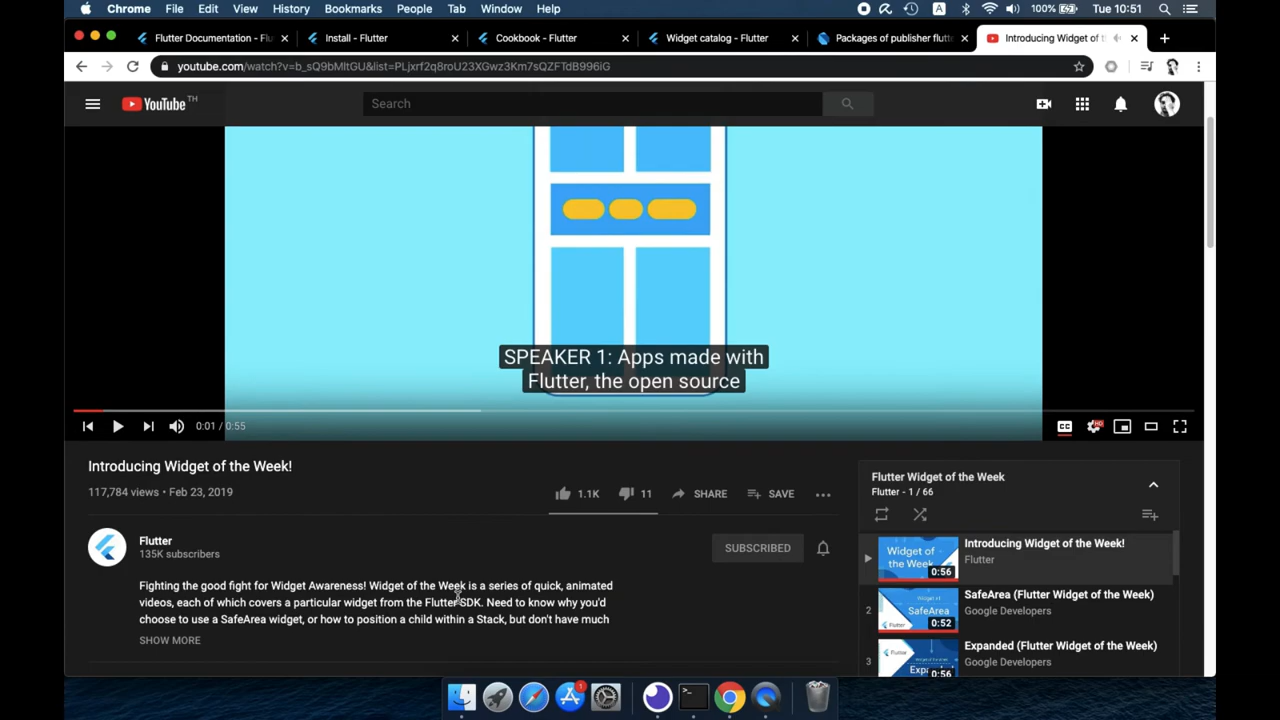 Chrome File Edit View History Bookmarks People Tab Window Help 100% Tue 10:51
Flutter Documentation - Flu Install - Flutter Cookbook - Flutter Widget catalog - Flutter Packages of publisher flutt Introducing Widget of th
youtube.com/watch?v=b_sQ9bMltGU&list=PLjxrf2q8roU23XGwz3Km7sQZFTdB996iG
YouTube TH Search
SPEAKER 1: Apps made with
Flutter, the open source
0:01 / 0:55 CC HD
Introducing Widget of the Week!
117,784 views • Feb 23, 2019
1.1K 11 SHARE SAVE
Flutter
135K subscribers
SUBSCRIBED
Fighting the good fight for Widget Awareness! Widget of the Week is a series of quick, animated
videos, each of which covers a particular widget from the Flutter SDK. Need to know why you'd
choose to use a SafeArea widget, or how to position a child within a Stack, but don't have much
SHOW MORE
Flutter Widget of the Week
Flutter - 1 / 66
Widget of
the Week
0:56
Introducing Widget of the Week!
Flutter
2
SafeArea
Flutter
0:52
SafeArea (Flutter Widget of the Week)
Google Developers
3
0:56
Expanded (Flutter Widget of the Week)
Google Developers
1